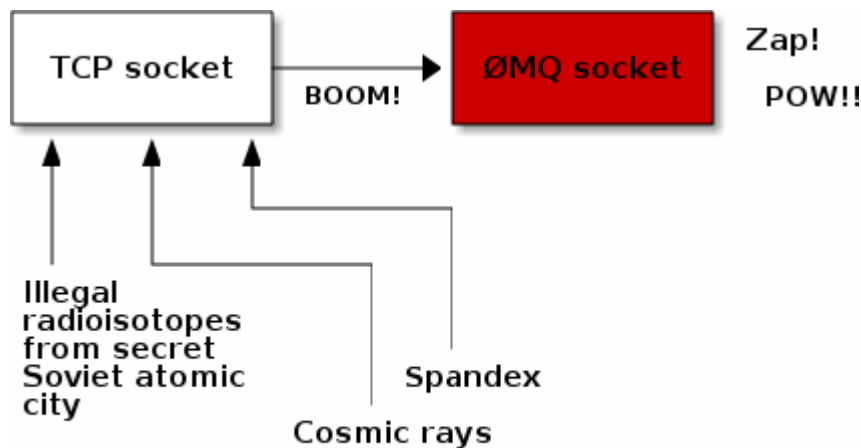 TCP socket
BOOM!
ØMQ socket
Zap!
POW!!
Illegal
radioisotopes
from secret
Soviet atomic
city
Spandex
Cosmic rays